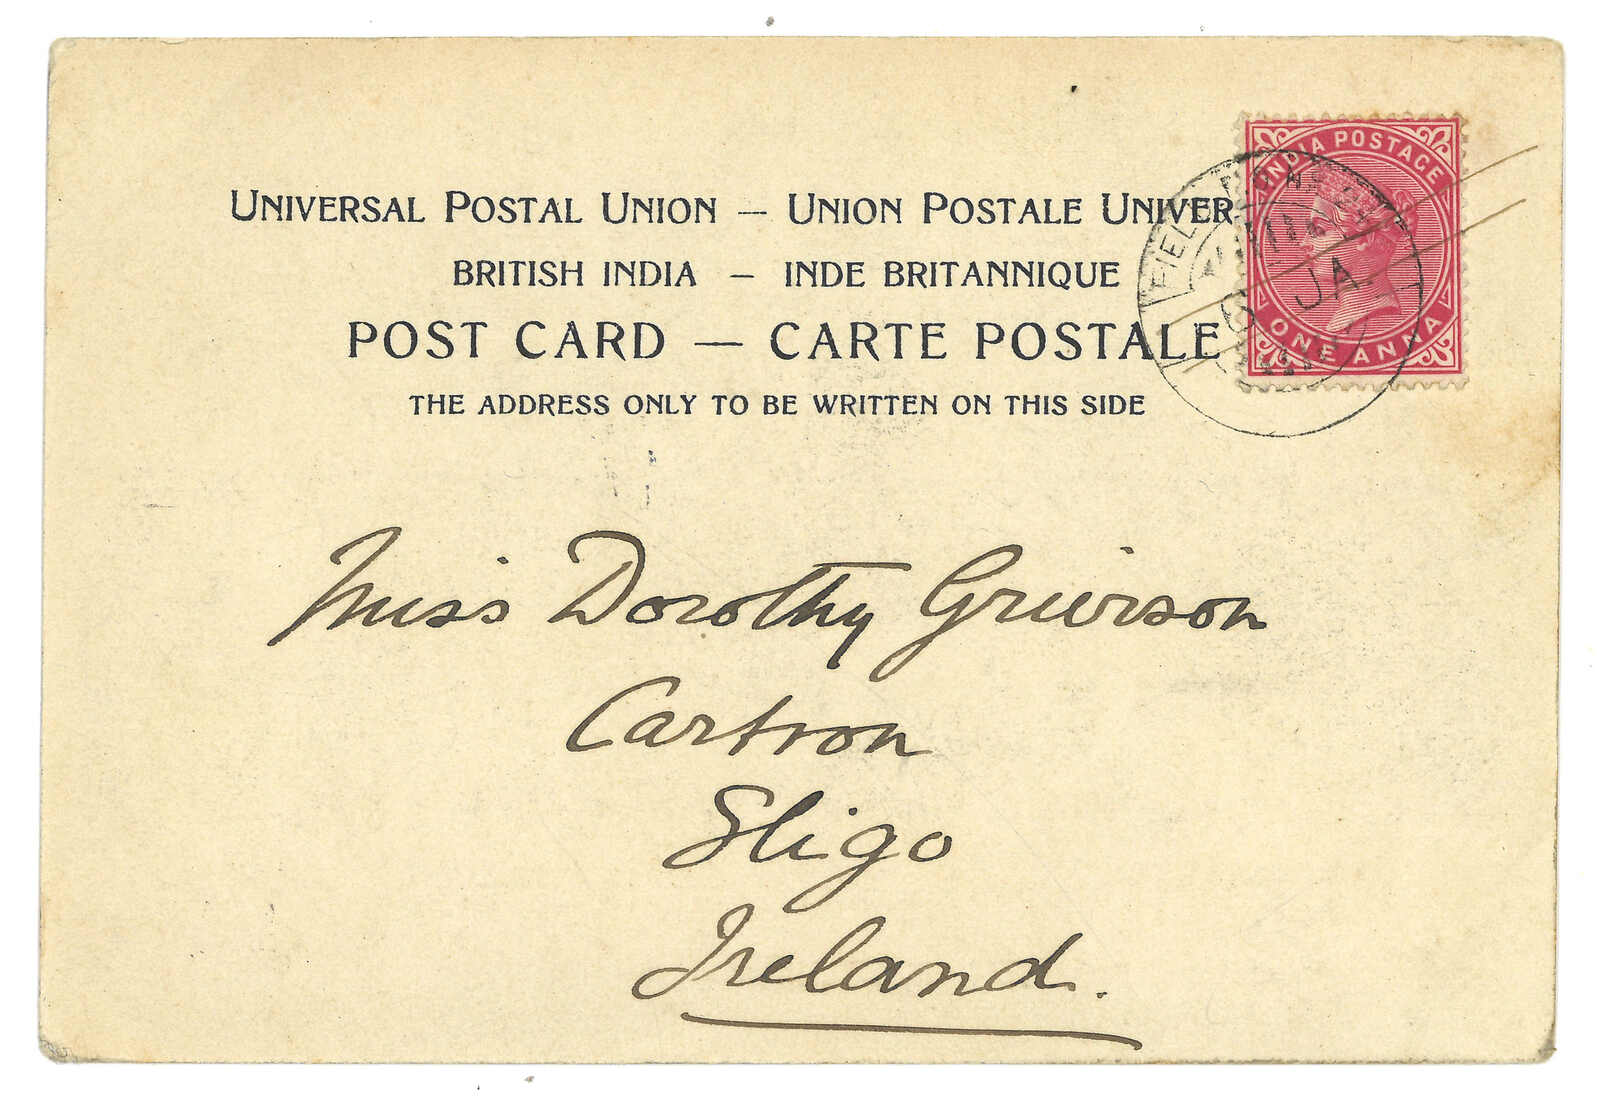 UNIVERSAL POSTAL UNION — UNION POSTALE UNIVER
BRITISH INDIA — INDE BRITANNIQUE
POST CARD — CARTE POSTALE
THE ADDRESS ONLY TO BE WRITTEN ON THIS SIDE
INDIA POSTAGE
ONE ANNA
JA
Miss Dorothy Grierson
Cartron
Sligo
Ireland.